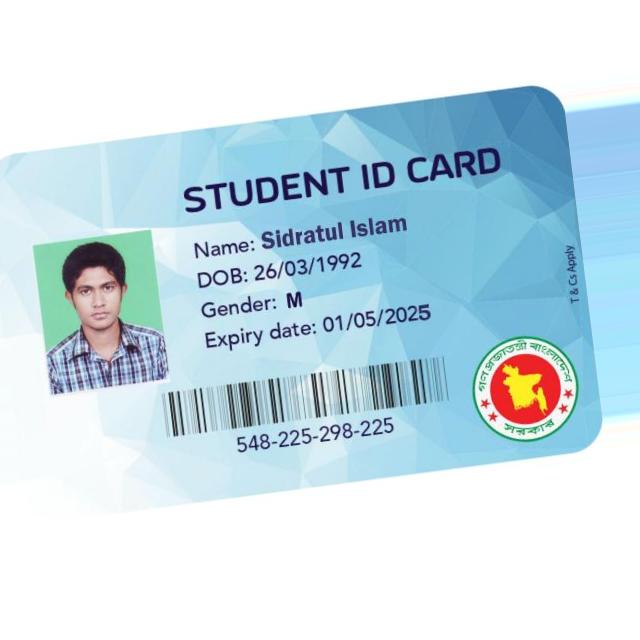 STUDENT ID CARD
Name: Sidratul Islam
DOB: 26/03/1992
Gender: M
Expiry date: 01/05/2025
548-225-298-225
T & Cs Apply
গণপ্রজাতন্ত্রী বাংলাদেশ
সরকার